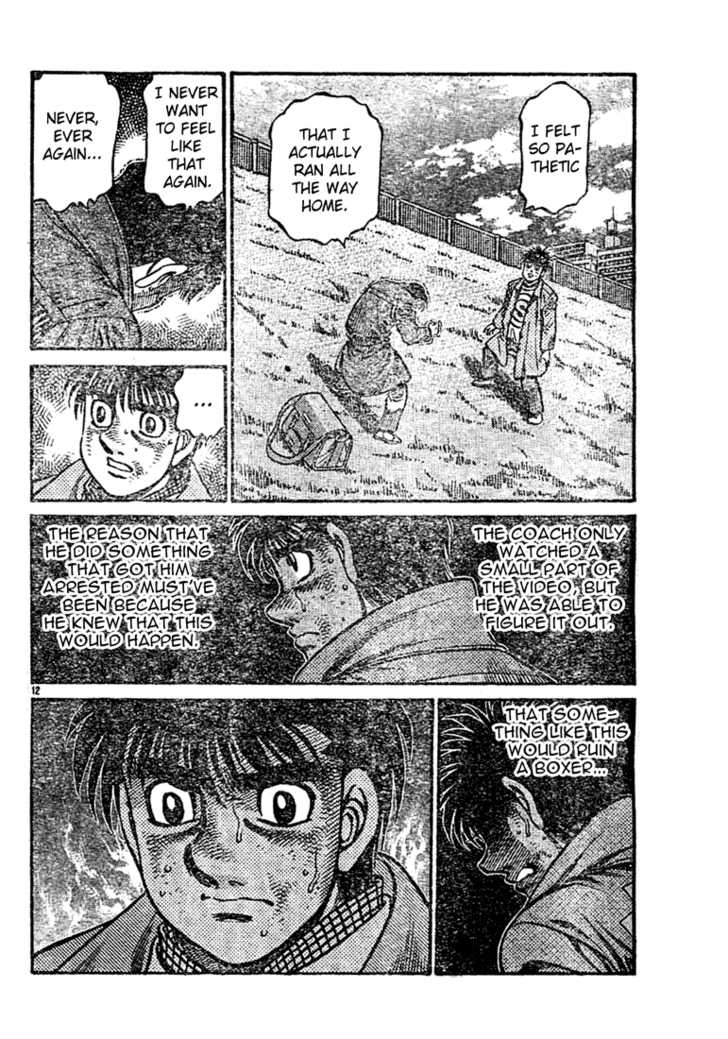 I FELT
SO PA-
THETIC
THAT I
ACTUALLY
RAN ALL
THE WAY
HOME.
I NEVER
WANT
TO FEEL
LIKE
THAT
AGAIN.
NEVER,
EVER
AGAIN...
...
THE COACH ONLY
WATCHED A
SMALL PART OF
THE VIDEO, BUT
HE WAS ABLE TO
FIGURE IT OUT.
THE REASON THAT
HE DID SOMETHING
THAT GOT HIM
ARRESTED MUST'VE
BEEN BECAUSE
HE KNEW THAT THIS
WOULD HAPPEN.
12
THAT SOME-
THING LIKE THIS
WOULD RUIN
A BOXER...